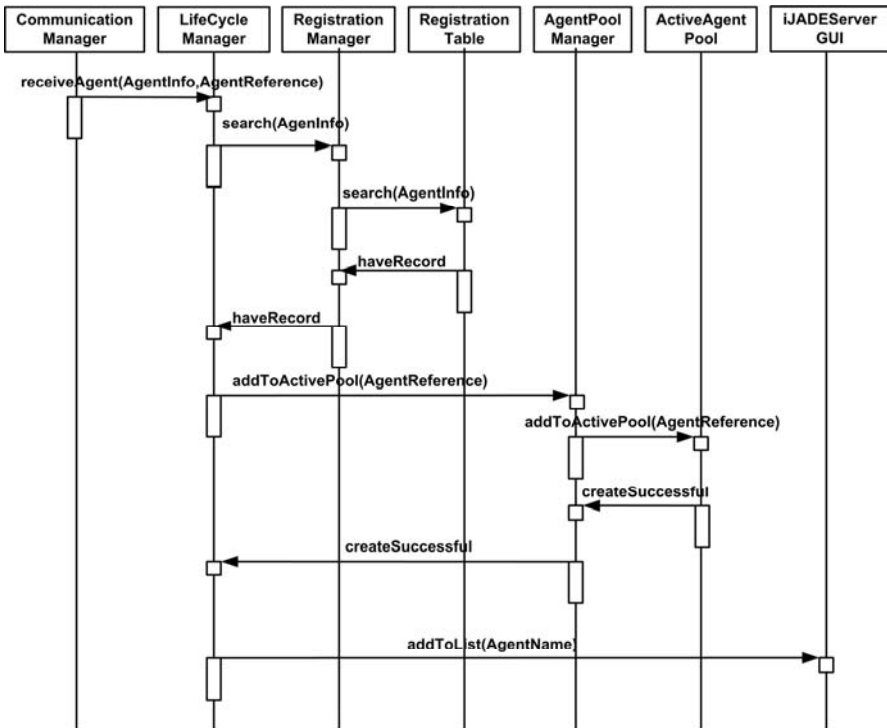 Communication
Manager
LifeCycle
Manager
Registration
Manager
Registration
Table
AgentPool
Manager
ActiveAgent
Pool
iJADEServer
GUI
receiveAgent(AgentInfo,AgentReference)
search(AgenInfo)
search(AgentInfo)
haveRecord
haveRecord
addToActivePool(AgentReference)
addToActivePool(AgentReference)
createSuccessful
createSuccessful
addToList(AgentName)